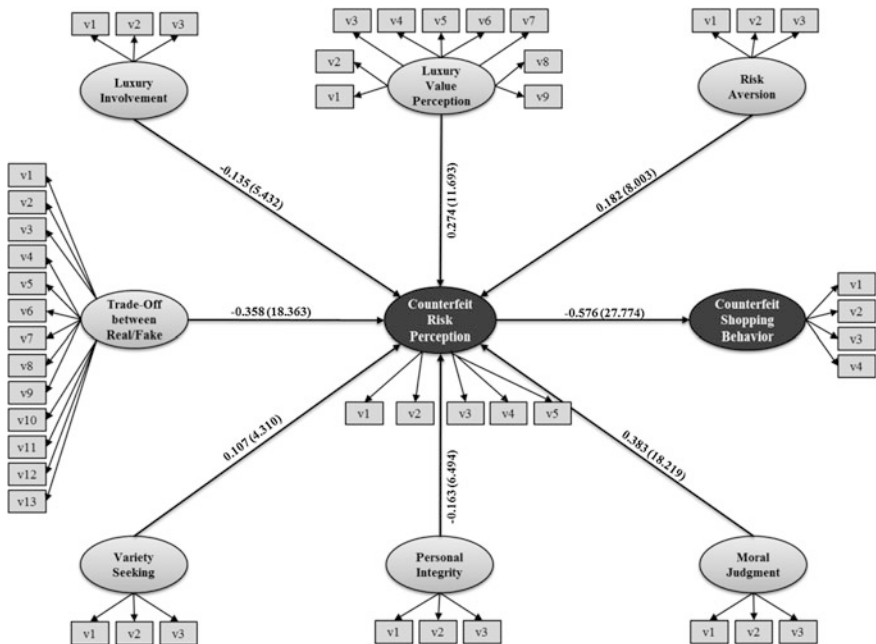 v1 v2 v3
Luxury
Involvement
v3 v4 v5 v6 v7
v2 v8
v1 v9
Luxury
Value
Perception
v1 v2 v3
Risk
Aversion
-0.135 (5.432)
0.274 (11.693)
0.182 (8.003)
v1
v2
v3
v4
v5
v6
v7
v8
v9
v10
v11
v12
v13
Trade-Off
between
Real/Fake
-0.358 (18.363)
Counterfeit
Risk
Perception
-0.576 (27.774)
Counterfeit
Shopping
Behavior
v1
v2
v3
v4
v1 v2 v3 v4 v5
0.107 (4.310)
-0.163 (6.494)
0.383 (18.219)
Variety
Seeking
v1 v2 v3
Personal
Integrity
v1 v2 v3
Moral
Judgment
v1 v2 v3